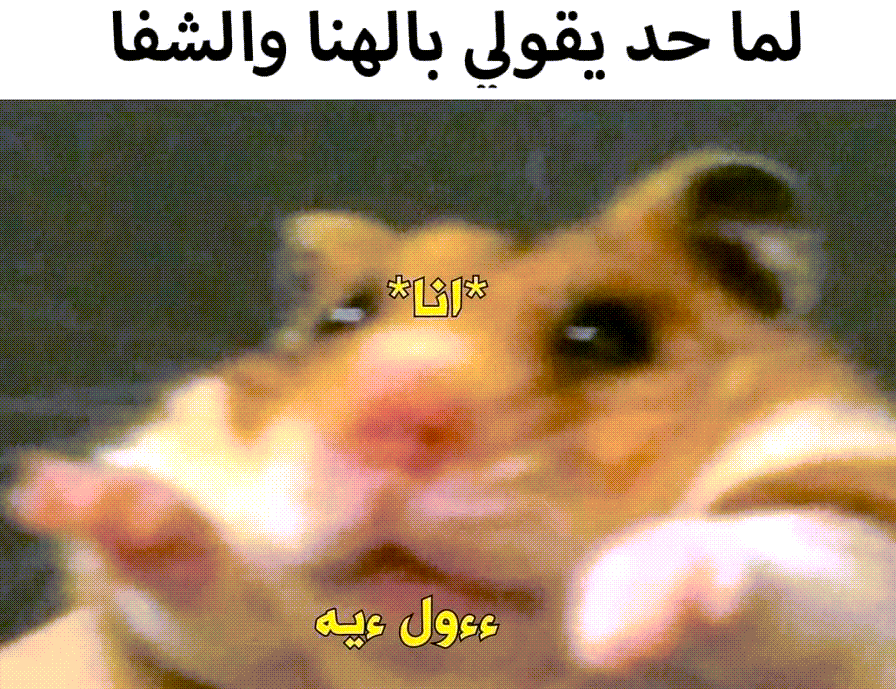 لما حد يقولي بالهنا والشفا
*انا*
ءءول ءيه